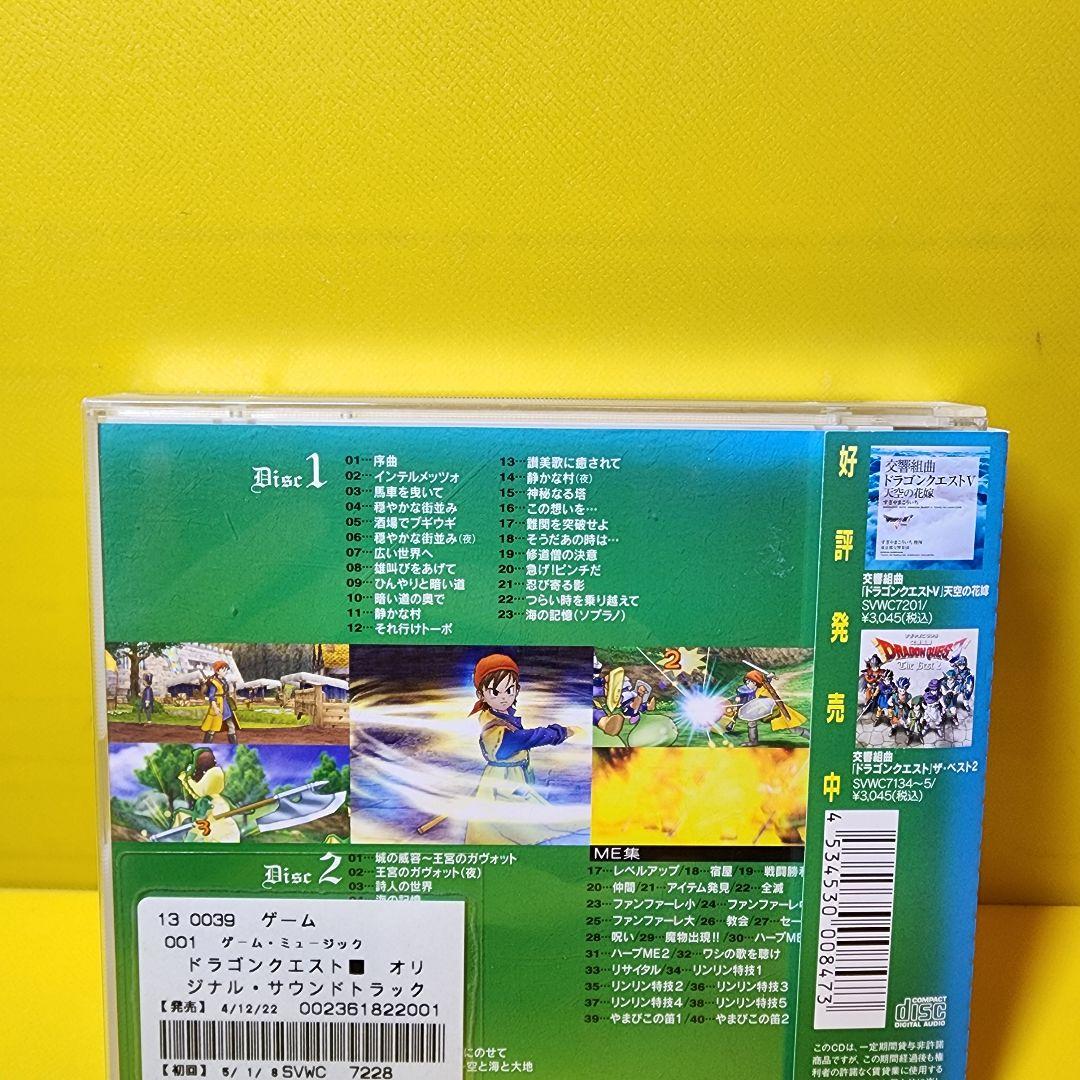 Disc 1
01…序曲
02…インテルメッツォ
03…馬車を曳いて
04…穏やかな街並み
05…酒場でブギウギ
06…穏やかな街並み(夜)
07…広い世界へ
08…雄叫びをあげて
09…ひんやりと暗い道
10…暗い道の奥で
11…静かな村
12…それ行けトーポ
13…讃美歌に癒されて
14…静かな村(夜)
15…神秘なる塔
16…この想いを…
17…難関を突破せよ
18…そうだあの時は…
19…修道僧の決意
20…急げ!ピンチだ
21…忍び寄る影
22…つらい時を乗り越えて
23…海の記憶(ソプラノ)
2
3
Disc 2
01…城の威容〜王宮のガヴォット
02…王宮のガヴォット(夜)
03…詩人の世界
海の記憶
ME集
17…レベルアップ/18…宿屋/19…戦闘勝利
20…仲間/21…アイテム発見/22…全滅
23…ファンファーレ小/24…ファンファーレ中
25…ファンファーレ大/26…教会/27…セー
28…呪い/29…魔物出現!!/30…ハープME
31…ハープME2/32…ワシの歌を聴け
33…リサイタル/34…リンリン特技1
35…リンリン特技2/36…リンリン特技3
37…リンリン特技4/38…リンリン特技5
39…やまびこの笛1/40…やまびこの笛2
13 0039 ゲーム
001 ゲーム・ミュージック
ドラゴンクエスト■ オリ
ジナル・サウンドトラック
【発売】 4/12/22 002361822001
【初回】 5/ 1/ 8 SVWC 7228
にのせて
空と海と大地
好評発売中
交響組曲
ドラゴンクエストV
天空の花嫁
すぎやまこういち
交響組曲
「ドラゴンクエストV」天空の花嫁
SVWC7201/
¥3,045(税込)
DRAGON QUEST
The Best 2
交響組曲
「ドラゴンクエスト」ザ・ベスト2
SVWC7134〜5/
¥3,045(税込)
4 534530 008473
COMPACT
disc
DIGITAL AUDIO
このCDは、一定期間貸与非許諾
商品ですが、この期間経過後も権
利者の許諾なく賃貸業に使用する